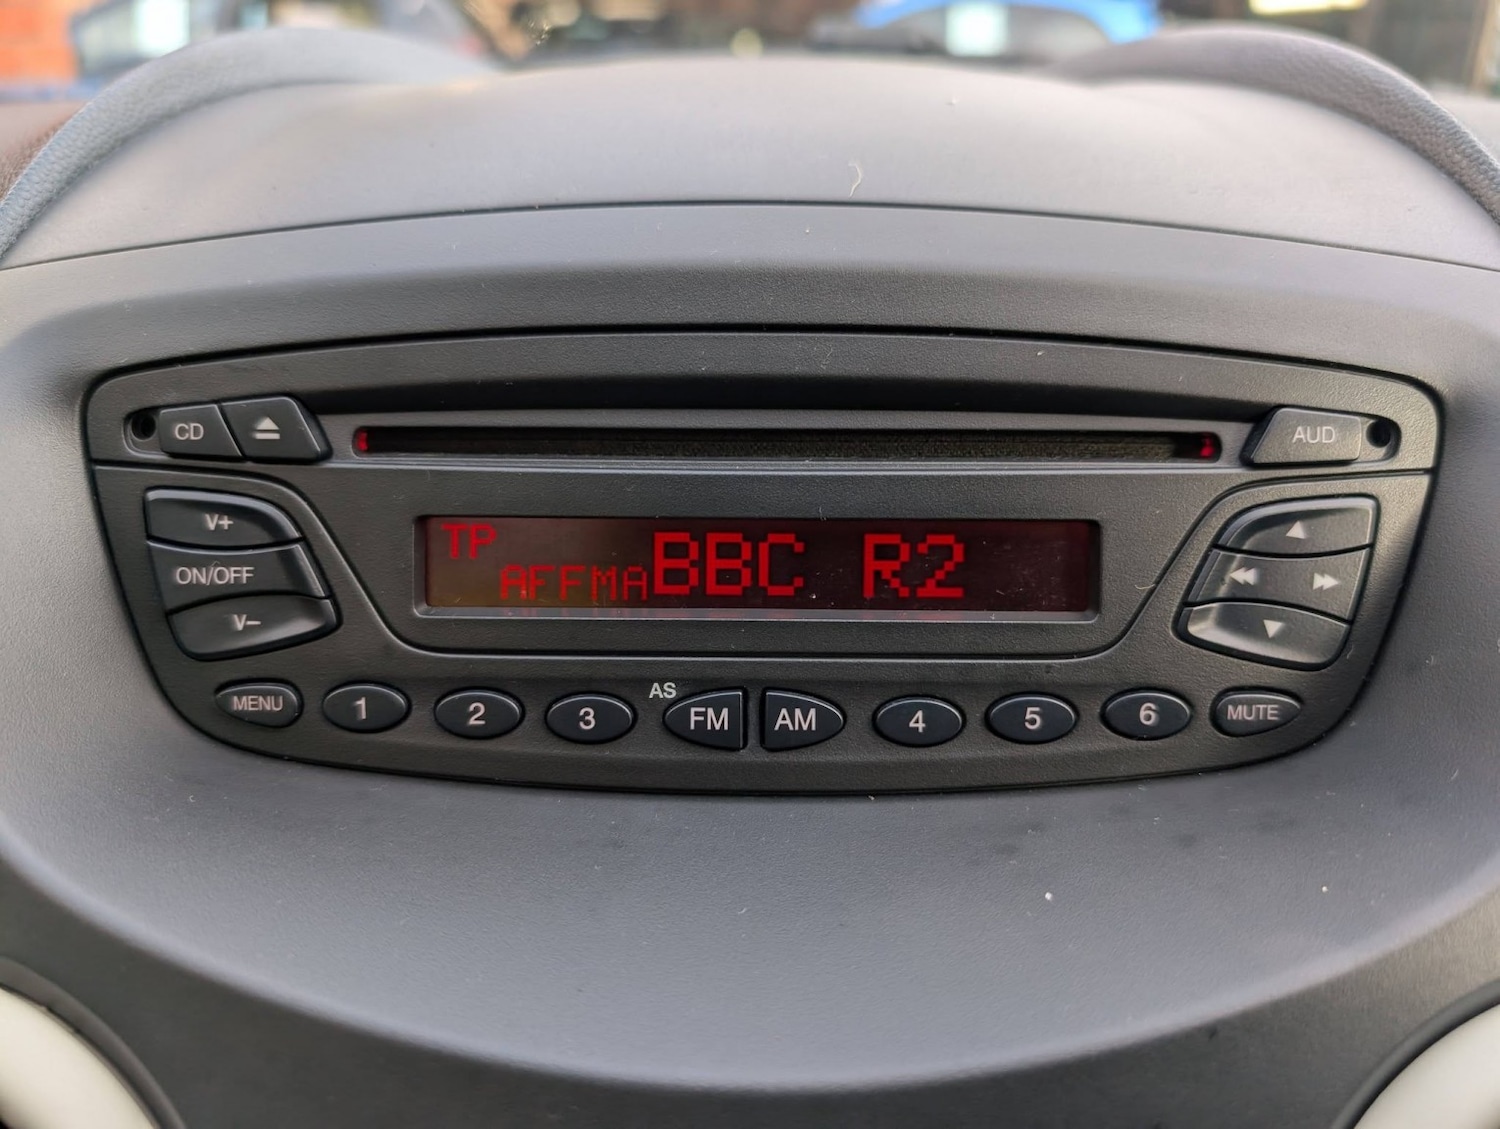 CD AUD
V+
ON/OFF
V-
TP
AFFMA BBC R2
MENU 1 2 3 AS FM AM 4 5 6 MUTE